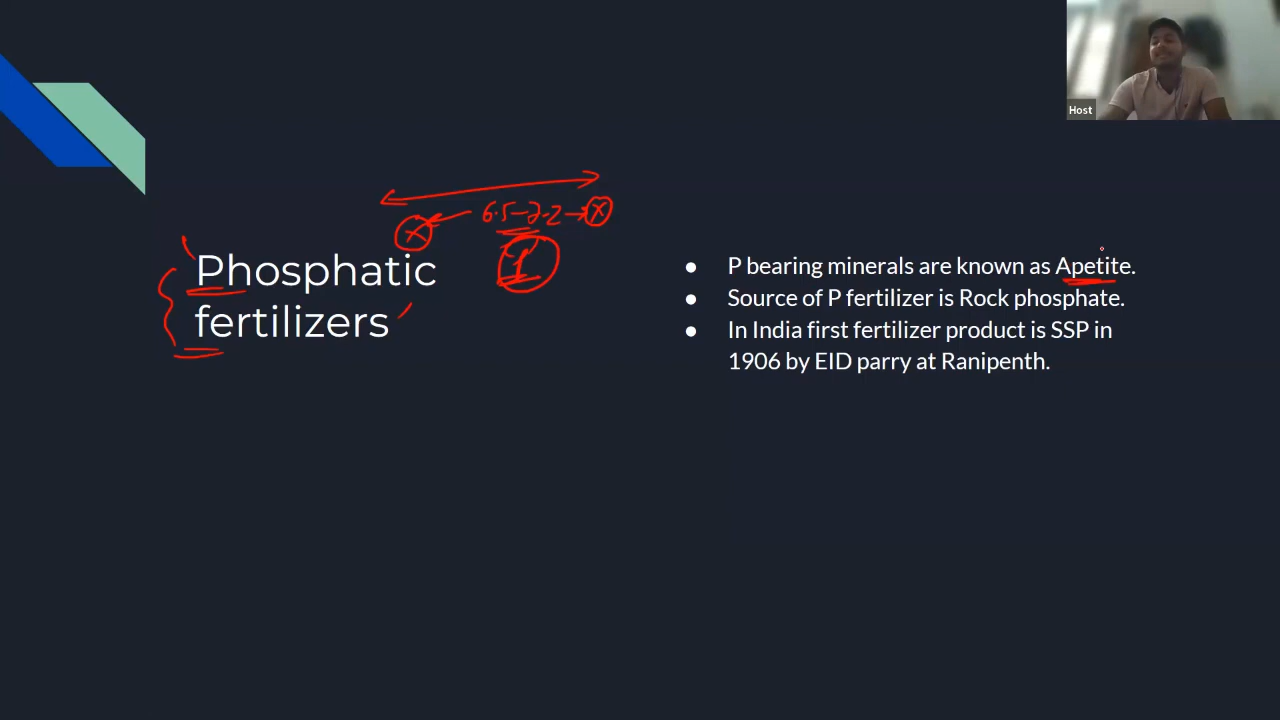 Host
6.5-7.2
Phosphatic
fertilizers
P
P bearing minerals are known as Apetite.
Source of P fertilizer is Rock phosphate.
In India first fertilizer product is SSP in
1906 by EID parry at Ranipenth.